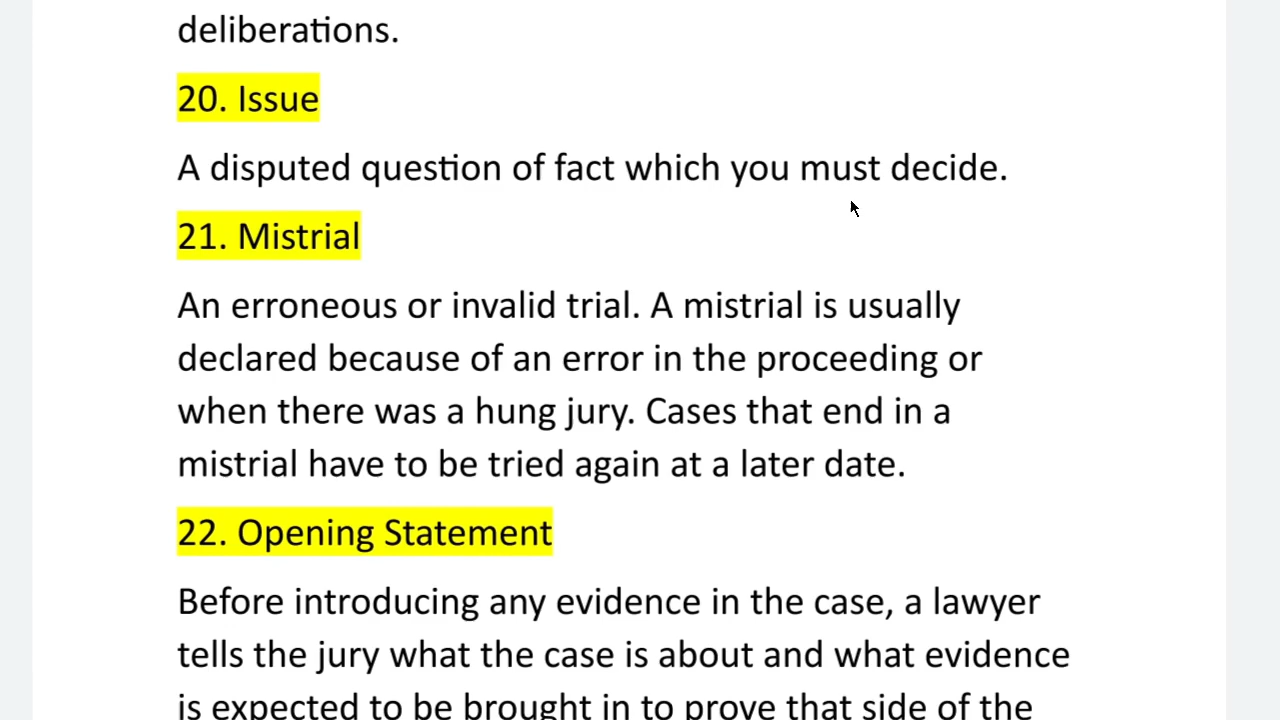 deliberations.
20. Issue
A disputed question of fact which you must decide.
21. Mistrial
An erroneous or invalid trial. A mistrial is usually
declared because of an error in the proceeding or
when there was a hung jury. Cases that end in a
mistrial have to be tried again at a later date.
22. Opening Statement
Before introducing any evidence in the case, a lawyer
tells the jury what the case is about and what evidence
is expected to be brought in to prove that side of the